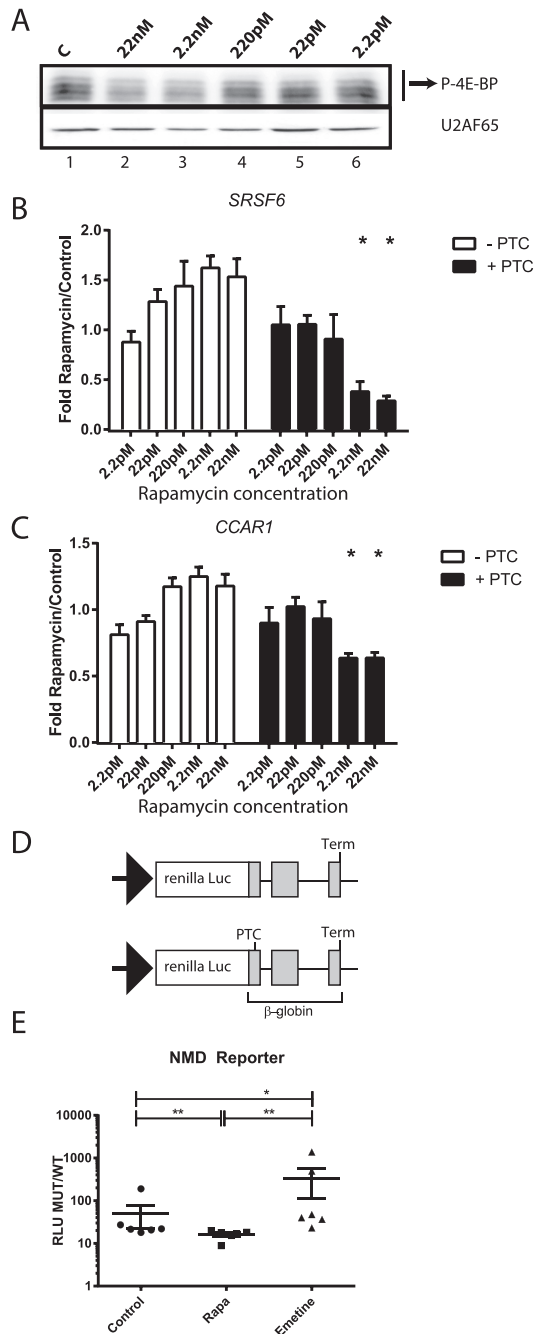 A
C 22nM 2.2nM 220pM 22pM 2.2pM
P-4E-BP
U2AF65
1 2 3 4 5 6
B
SRSF6
Fold Rapamycin/Control
2.0
1.5
1.0
0.5
0.0
* *
- PTC
+ PTC
2.2pM 22pM 220pM 2.2nM 22nM 2.2pM 22pM 220pM 2.2nM 22nM
Rapamycin concentration
C
CCAR1
Fold Rapamycin/Control
1.5
1.0
0.5
0.0
* *
- PTC
+ PTC
2.2pM 22pM 220pM 2.2nM 22nM 2.2pM 22pM 220pM 2.2nM 22nM
Rapamycin concentration
D
Term
renilla Luc
PTC Term
renilla Luc
β-globin
E
NMD Reporter
*
** **
RLU MUT/WT
10000
1000
100
10
1
Control Rapa Emetine